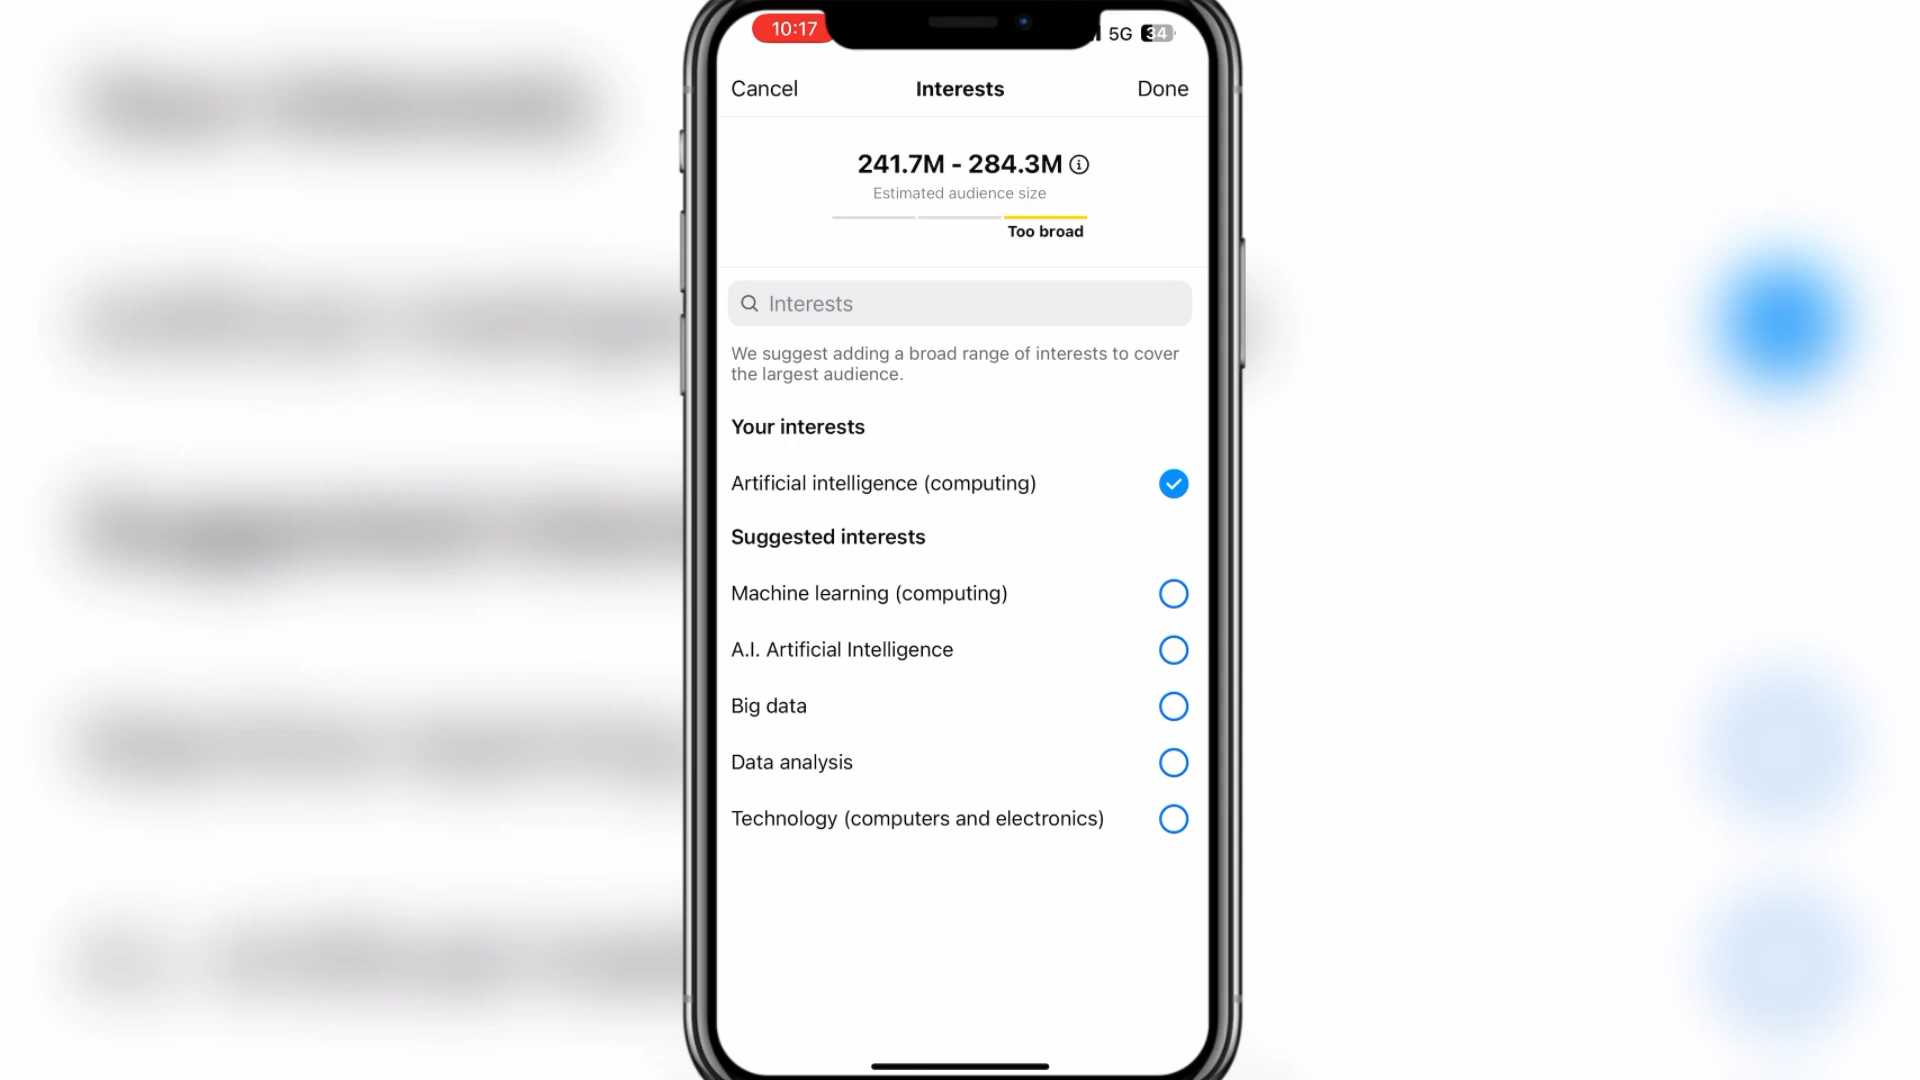 10:17
5G 34
Cancel Interests Done
241.7M - 284.3M
Estimated audience size
Too broad
Interests
We suggest adding a broad range of interests to cover
the largest audience.
Your interests
Artificial intelligence (computing)
Suggested interests
Machine learning (computing)
A.I. Artificial Intelligence
Big data
Data analysis
Technology (computers and electronics)